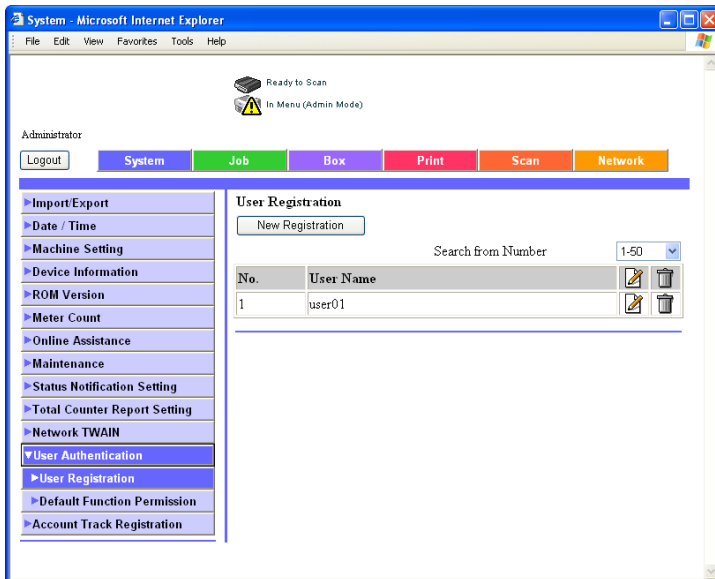 System - Microsoft Internet Explorer
File Edit View Favorites Tools Help
Ready to Scan
In Menu (Admin Mode)
Administrator
Logout System Job Box Print Scan Network
Import/Export
Date / Time
Machine Setting
Device Information
ROM Version
Meter Count
Online Assistance
Maintenance
Status Notification Setting
Total Counter Report Setting
Network TWAIN
User Authentication
User Registration
Default Function Permission
Account Track Registration
User Registration
New Registration
Search from Number 1-50
No. User Name
1 user01